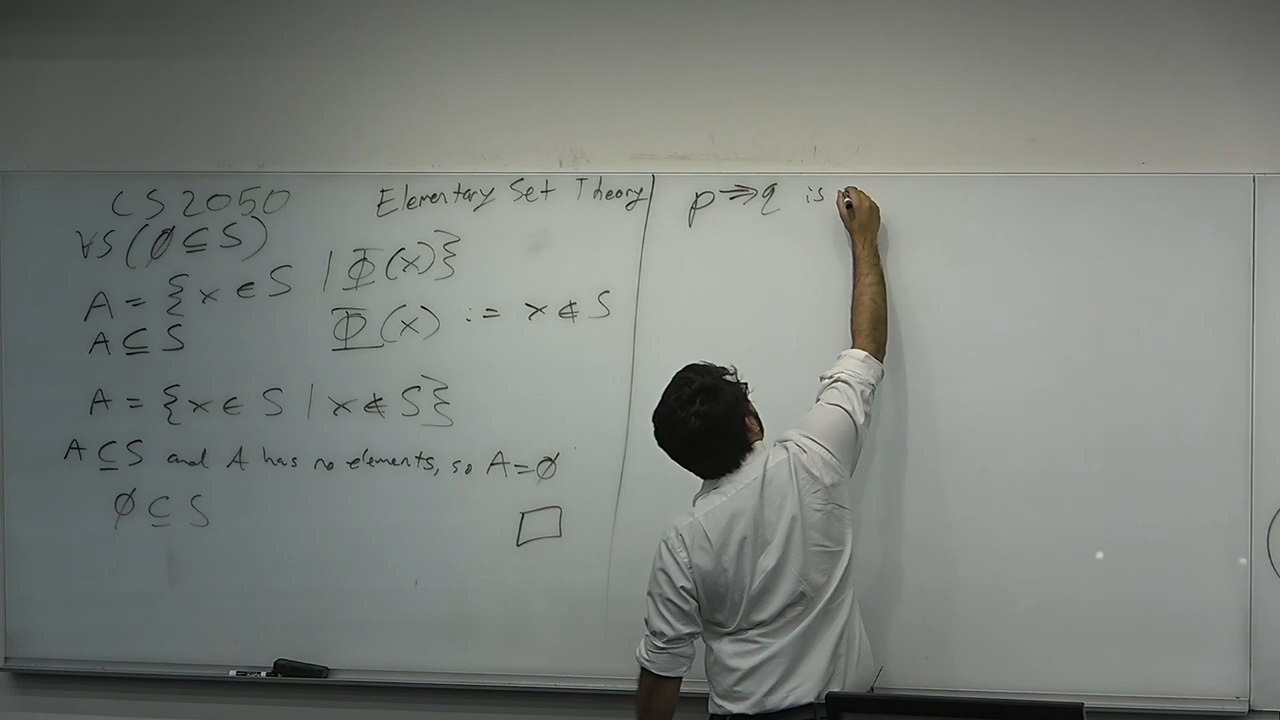 CS 2050
Elementary Set Theory
∀S(∅⊆S)
A = {x∈S | Φ(x)}
A⊆S
Φ(x) := x∉S
A = {x∈S | x∉S}
A⊆S and A has no elements, so A=∅
∅⊆S
p→q is